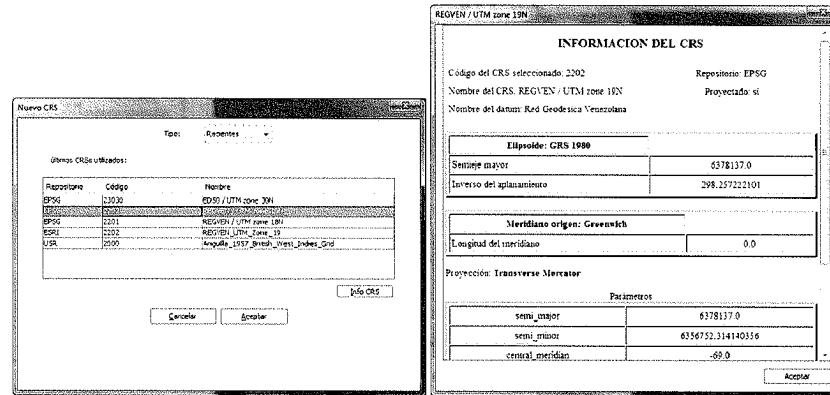 Nuevo CRS
Tipo: Recientes
Últimos CRSs utilizados:
Repositorio Código Nombre
EPSG 23030 ED50 / UTM zone 30N
EPSG 2201 REGVEN / UTM zone 18N
ESRI 2202 REGVEN_UTM_Zone_19
USR 2000 Anguilla_1957_British_West_Indies_Grid
Info CRS
Cancelar Aceptar
REGVEN / UTM zone 19N
INFORMACION DEL CRS
Código del CRS seleccionado: 2202 Repositorio: EPSG
Nombre del CRS: REGVEN / UTM zone 19N Proyectado: si
Nombre del datum: Red Geodesica Venezolana
Elipsoide: GRS 1980
Semieje mayor 6378137.0
Inverso del aplanamiento 298.257222101
Meridiano origen: Greenwich
Longitud del meridiano 0.0
Proyección: Transverse Mercator
Parámetros
semi_major 6378137.0
semi_minor 6356752.314140356
central_meridian -69.0
Aceptar